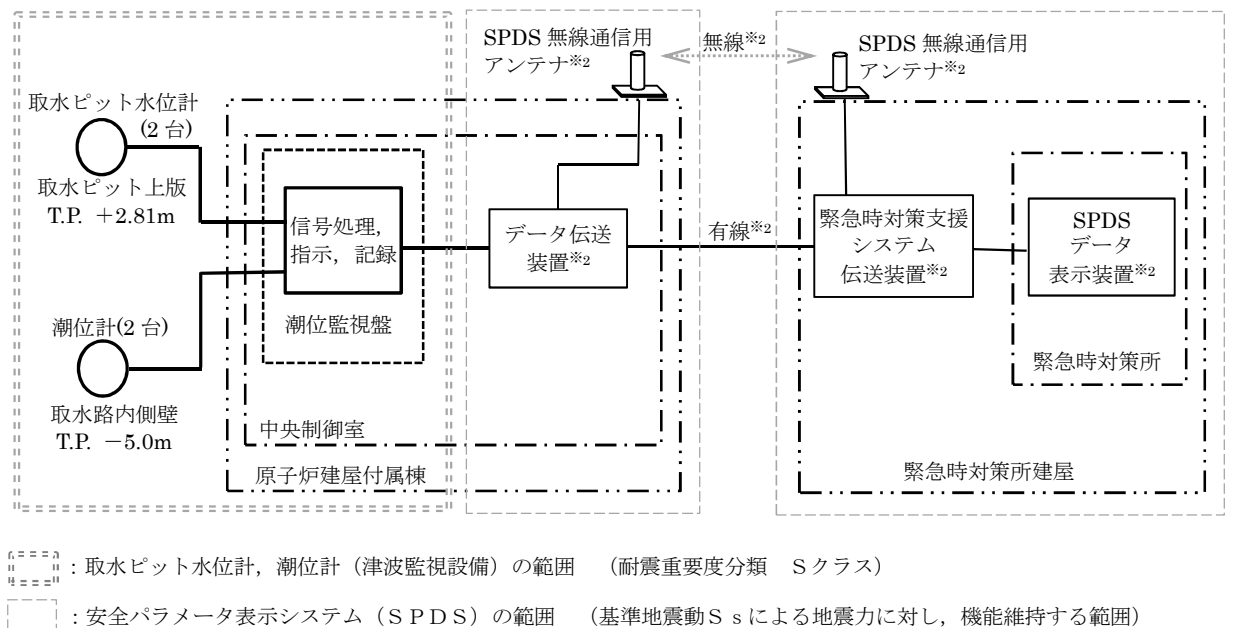 SPDS 無線通信用
アンテナ※2
無線※2
SPDS 無線通信用
アンテナ※2
取水ピット水位計
(2 台)
取水ピット上版
T.P. +2.81m
信号処理,
指示, 記録
潮位監視盤
データ伝送
装置※2
有線※2
緊急時対策支援
システム
伝送装置※2
SPDS
データ
表示装置※2
緊急時対策所
潮位計(2 台)
取水路内側壁
T.P. -5.0m
中央制御室
原子炉建屋付属棟
緊急時対策所建屋
:取水ピット水位計, 潮位計(津波監視設備)の範囲 (耐震重要度分類 Sクラス)
:安全パラメータ表示システム(SPDS)の範囲 (基準地震動Ssによる地震力に対し, 機能維持する範囲)